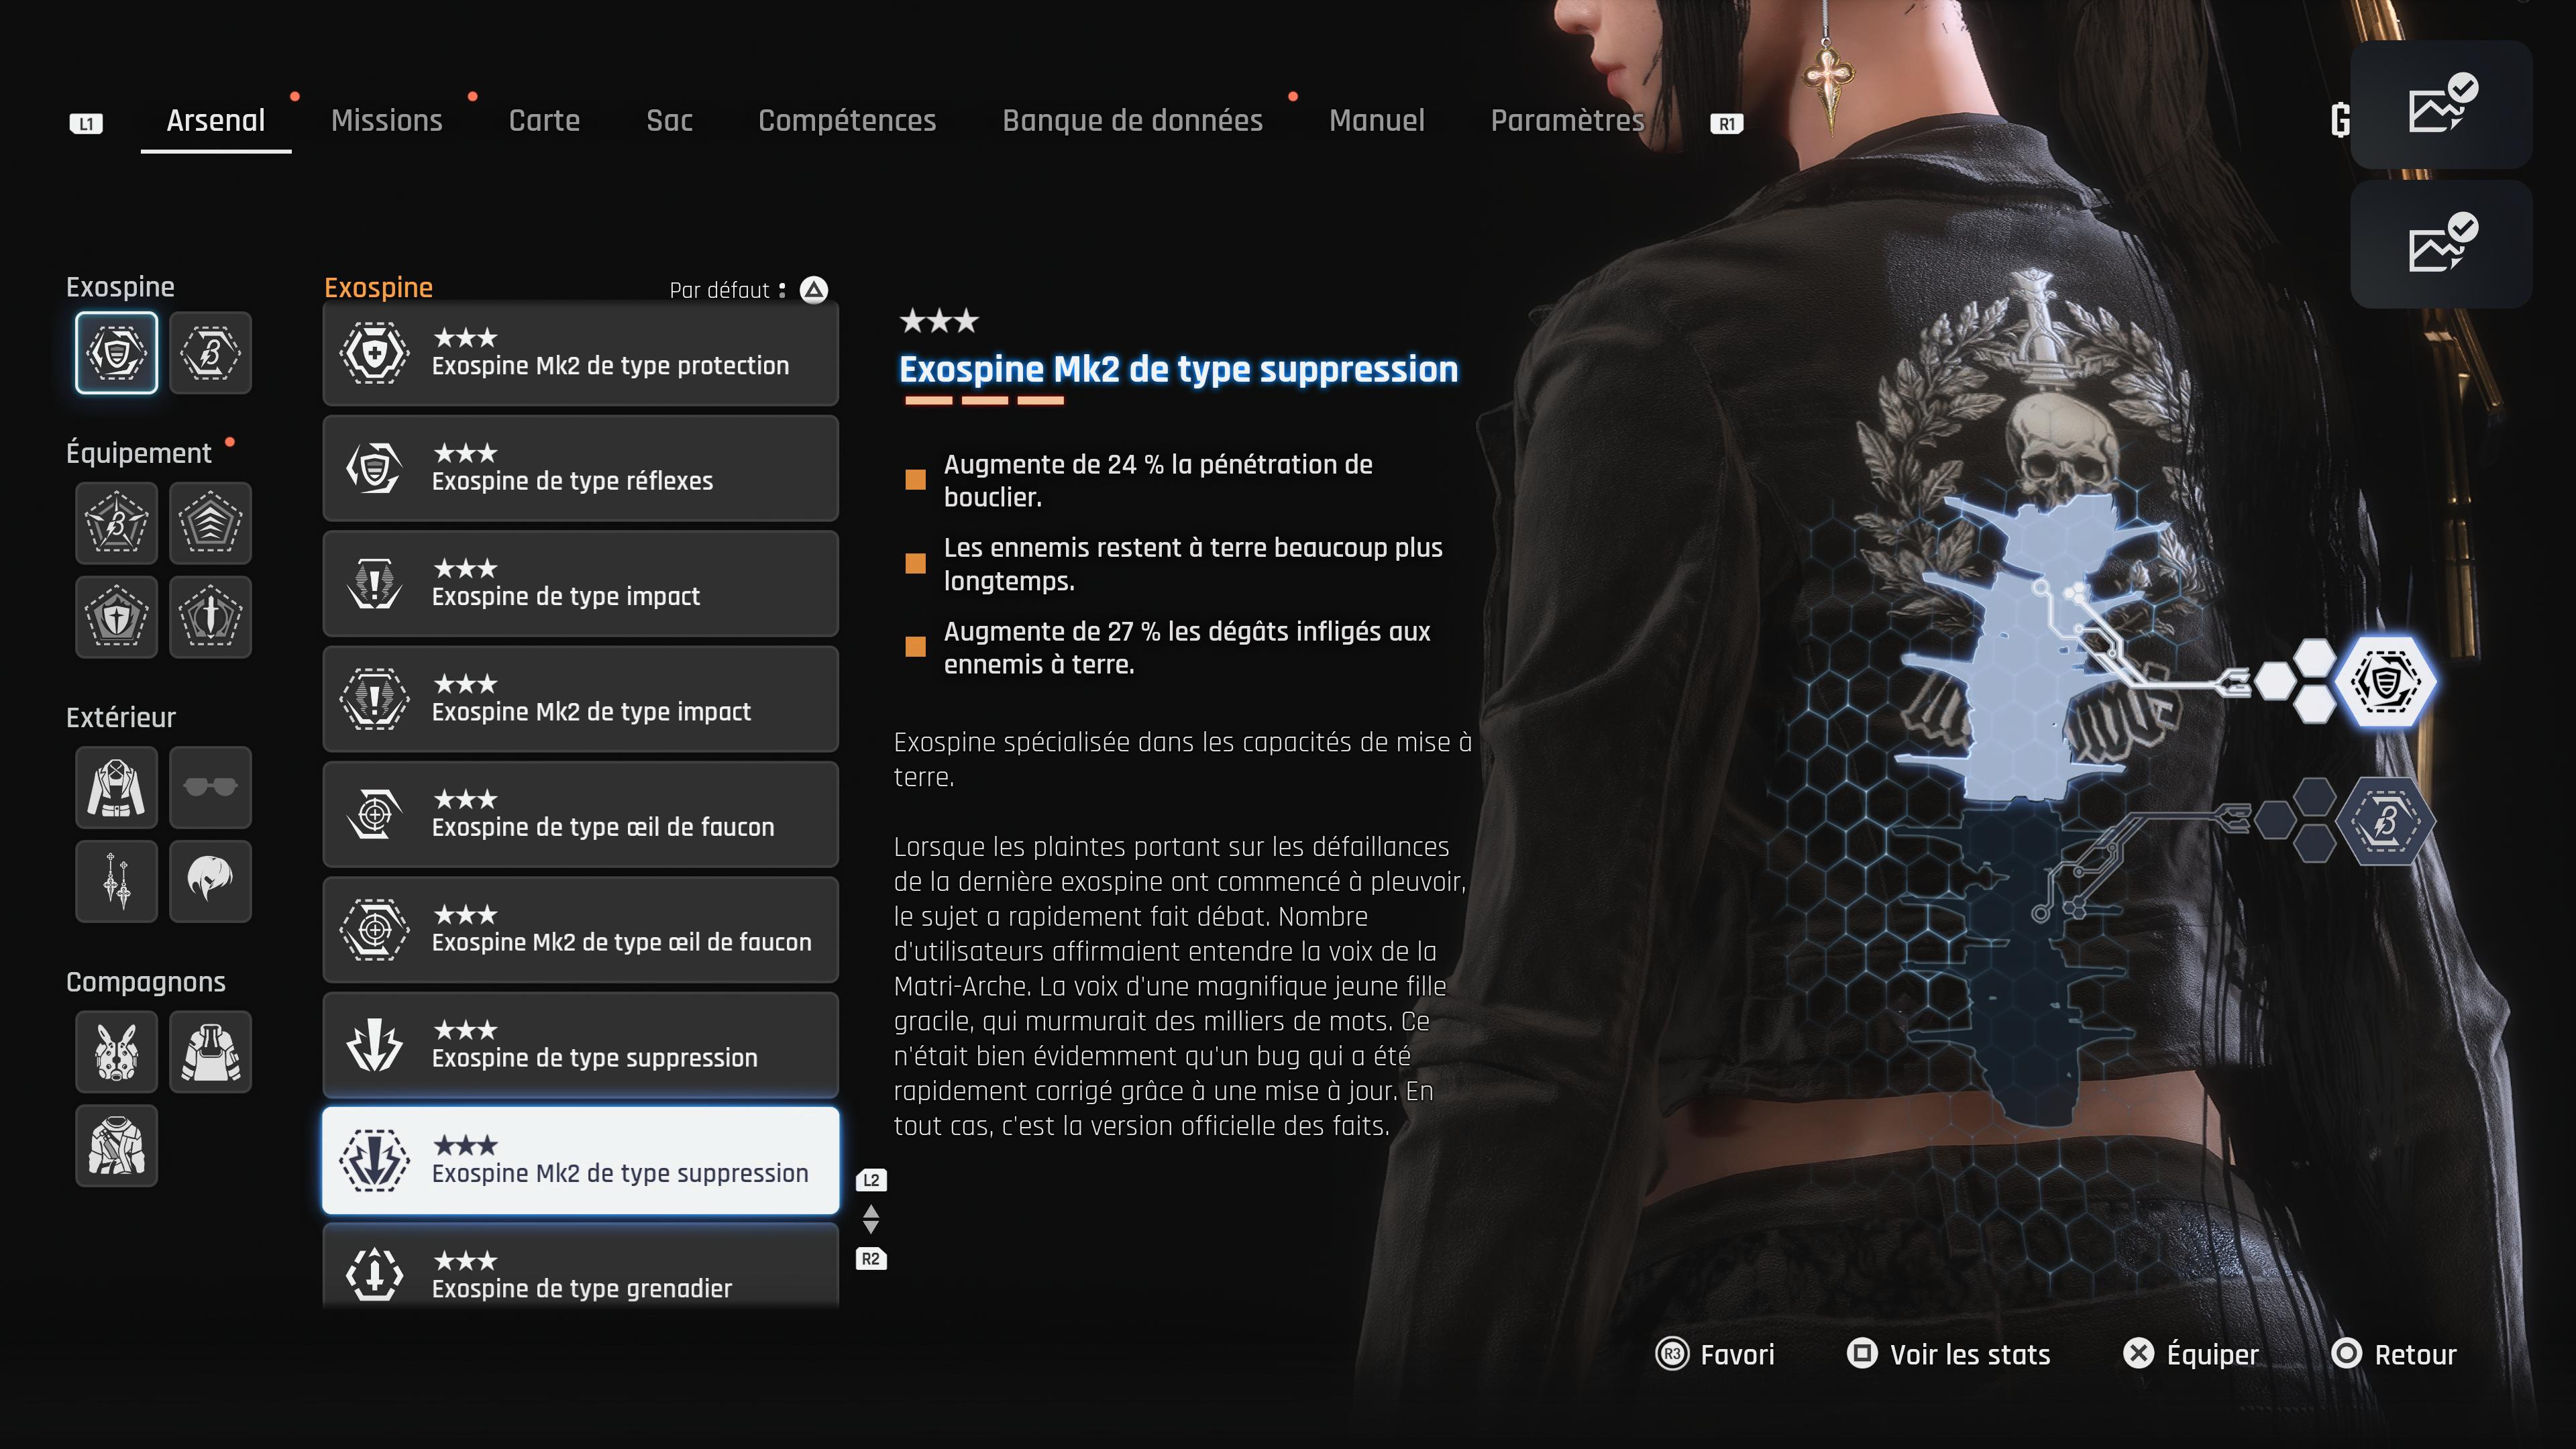 L1
Arsenal
Missions
Carte
Sac
Compétences
Banque de données
Manuel
Paramètres
R1
Exospine
Équipement
Extérieur
Compagnons
Exospine
Par défaut :
Exospine Mk2 de type protection
Exospine de type réflexes
Exospine de type impact
Exospine Mk2 de type impact
Exospine de type œil de faucon
Exospine Mk2 de type œil de faucon
Exospine de type suppression
Exospine Mk2 de type suppression
Exospine de type grenadier
L2
R2
Exospine Mk2 de type suppression
Augmente de 24 % la pénétration de
bouclier.
Les ennemis restent à terre beaucoup plus
longtemps.
Augmente de 27 % les dégâts infligés aux
ennemis à terre.
Exospine spécialisée dans les capacités de mise à
terre.
Lorsque les plaintes portant sur les défaillances
de la dernière exospine ont commencé à pleuvoir,
le sujet a rapidement fait débat. Nombre
d'utilisateurs affirmaient entendre la voix de la
Matri-Arche. La voix d'une magnifique jeune fille
gracile, qui murmurait des milliers de mots. Ce
n'était bien évidemment qu'un bug qui a été
rapidement corrigé grâce à une mise à jour. En
tout cas, c'est la version officielle des faits.
R3 Favori
Voir les stats
Équiper
Retour